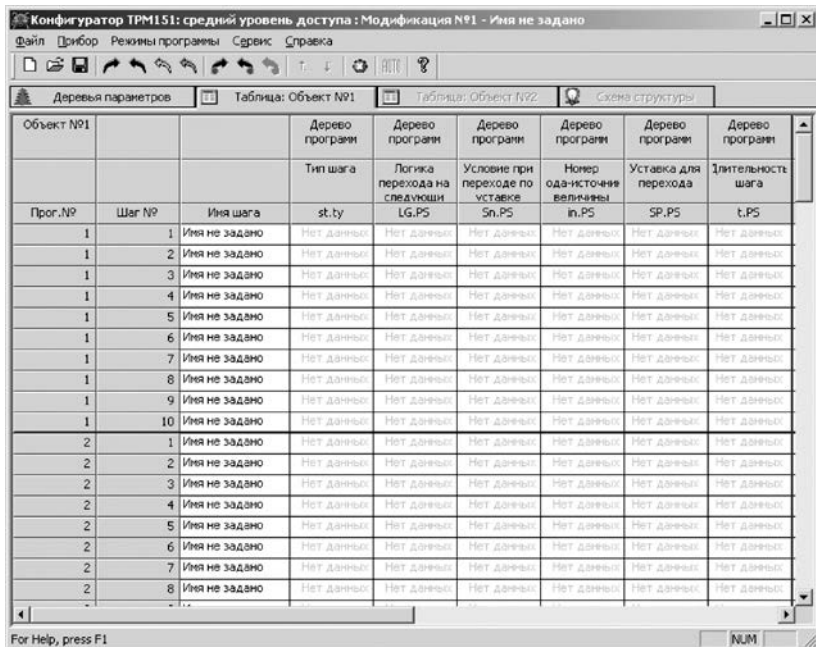 Конфигуратор ТРМ151: средний уровень доступа : Модификация №1 - Имя не задано
Файл Прибор Режимы программы Сервис Справка
Деревья параметров Таблица: Объект №1 Таблица: Объект №2 Схема структуры
Объект №1 Дерево программ Дерево программ Дерево программ Дерево программ Дерево программ Дерево программ
Тип шага Логика перехода на следующи Условие при переходе по уставке Номер ода-источник величины Уставка для перехода Длительность шага
Прог.№ Шаг № Имя шага st.ty LG.PS Sn.PS in.PS SP.PS t.PS
1 1 Имя не задано Нет данных Нет данных Нет данных Нет данных Нет данных Нет данных
1 2 Имя не задано Нет данных Нет данных Нет данных Нет данных Нет данных Нет данных
1 3 Имя не задано Нет данных Нет данных Нет данных Нет данных Нет данных Нет данных
1 4 Имя не задано Нет данных Нет данных Нет данных Нет данных Нет данных Нет данных
1 5 Имя не задано Нет данных Нет данных Нет данных Нет данных Нет данных Нет данных
1 6 Имя не задано Нет данных Нет данных Нет данных Нет данных Нет данных Нет данных
1 7 Имя не задано Нет данных Нет данных Нет данных Нет данных Нет данных Нет данных
1 8 Имя не задано Нет данных Нет данных Нет данных Нет данных Нет данных Нет данных
1 9 Имя не задано Нет данных Нет данных Нет данных Нет данных Нет данных Нет данных
1 10 Имя не задано Нет данных Нет данных Нет данных Нет данных Нет данных Нет данных
2 1 Имя не задано Нет данных Нет данных Нет данных Нет данных Нет данных Нет данных
2 2 Имя не задано Нет данных Нет данных Нет данных Нет данных Нет данных Нет данных
2 3 Имя не задано Нет данных Нет данных Нет данных Нет данных Нет данных Нет данных
2 4 Имя не задано Нет данных Нет данных Нет данных Нет данных Нет данных Нет данных
2 5 Имя не задано Нет данных Нет данных Нет данных Нет данных Нет данных Нет данных
2 6 Имя не задано Нет данных Нет данных Нет данных Нет данных Нет данных Нет данных
2 7 Имя не задано Нет данных Нет данных Нет данных Нет данных Нет данных Нет данных
2 8 Имя не задано Нет данных Нет данных Нет данных Нет данных Нет данных Нет данных
For Help, press F1 NUM